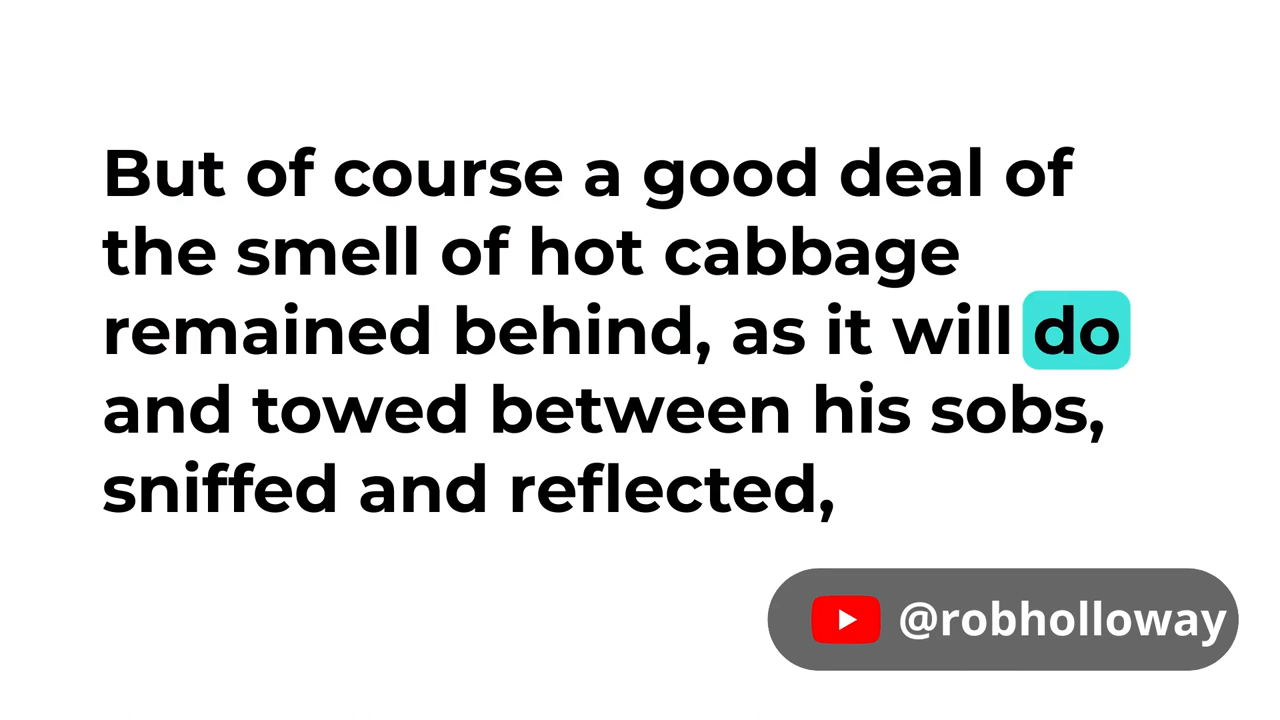 But of course a good deal of
the smell of hot cabbage
remained behind, as it will do
and towed between his sobs,
sniffed and reflected,
@robholloway